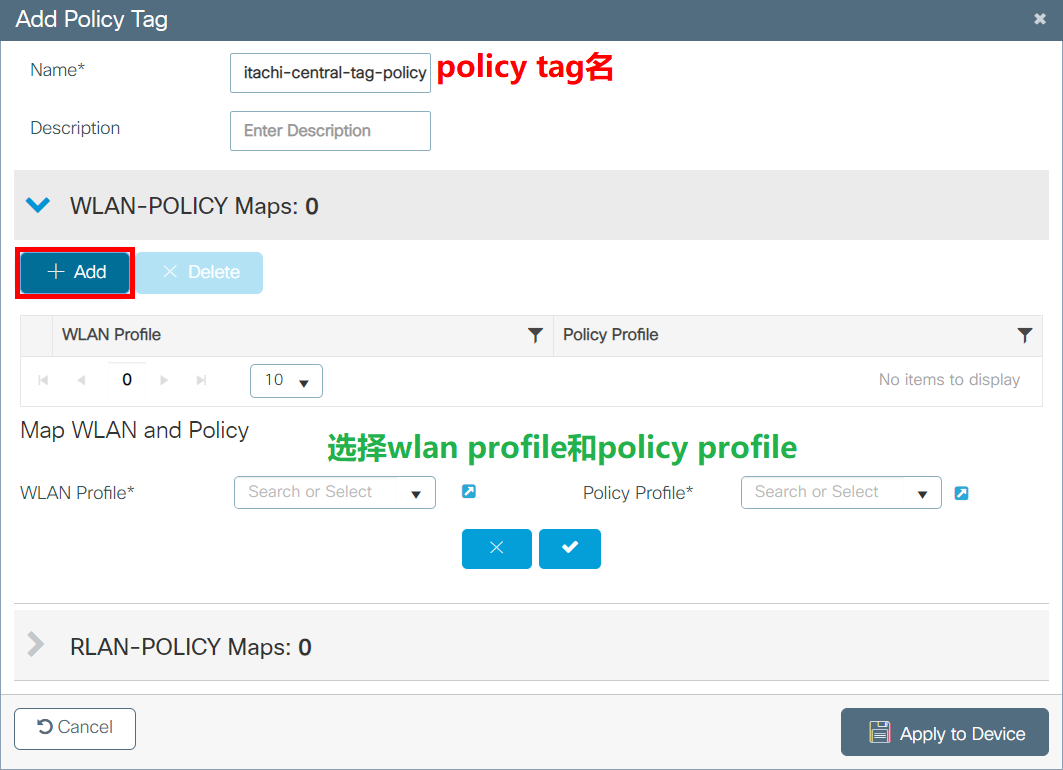 Add Policy Tag
Name* itachi-central-tag-policy policy tag名
Description Enter Description
WLAN-POLICY Maps: 0
Add Delete
WLAN Profile Policy Profile
0 10 No items to display
Map WLAN and Policy
选择wlan profile和policy profile
WLAN Profile* Search or Select Policy Profile* Search or Select
RLAN-POLICY Maps: 0
Cancel Apply to Device